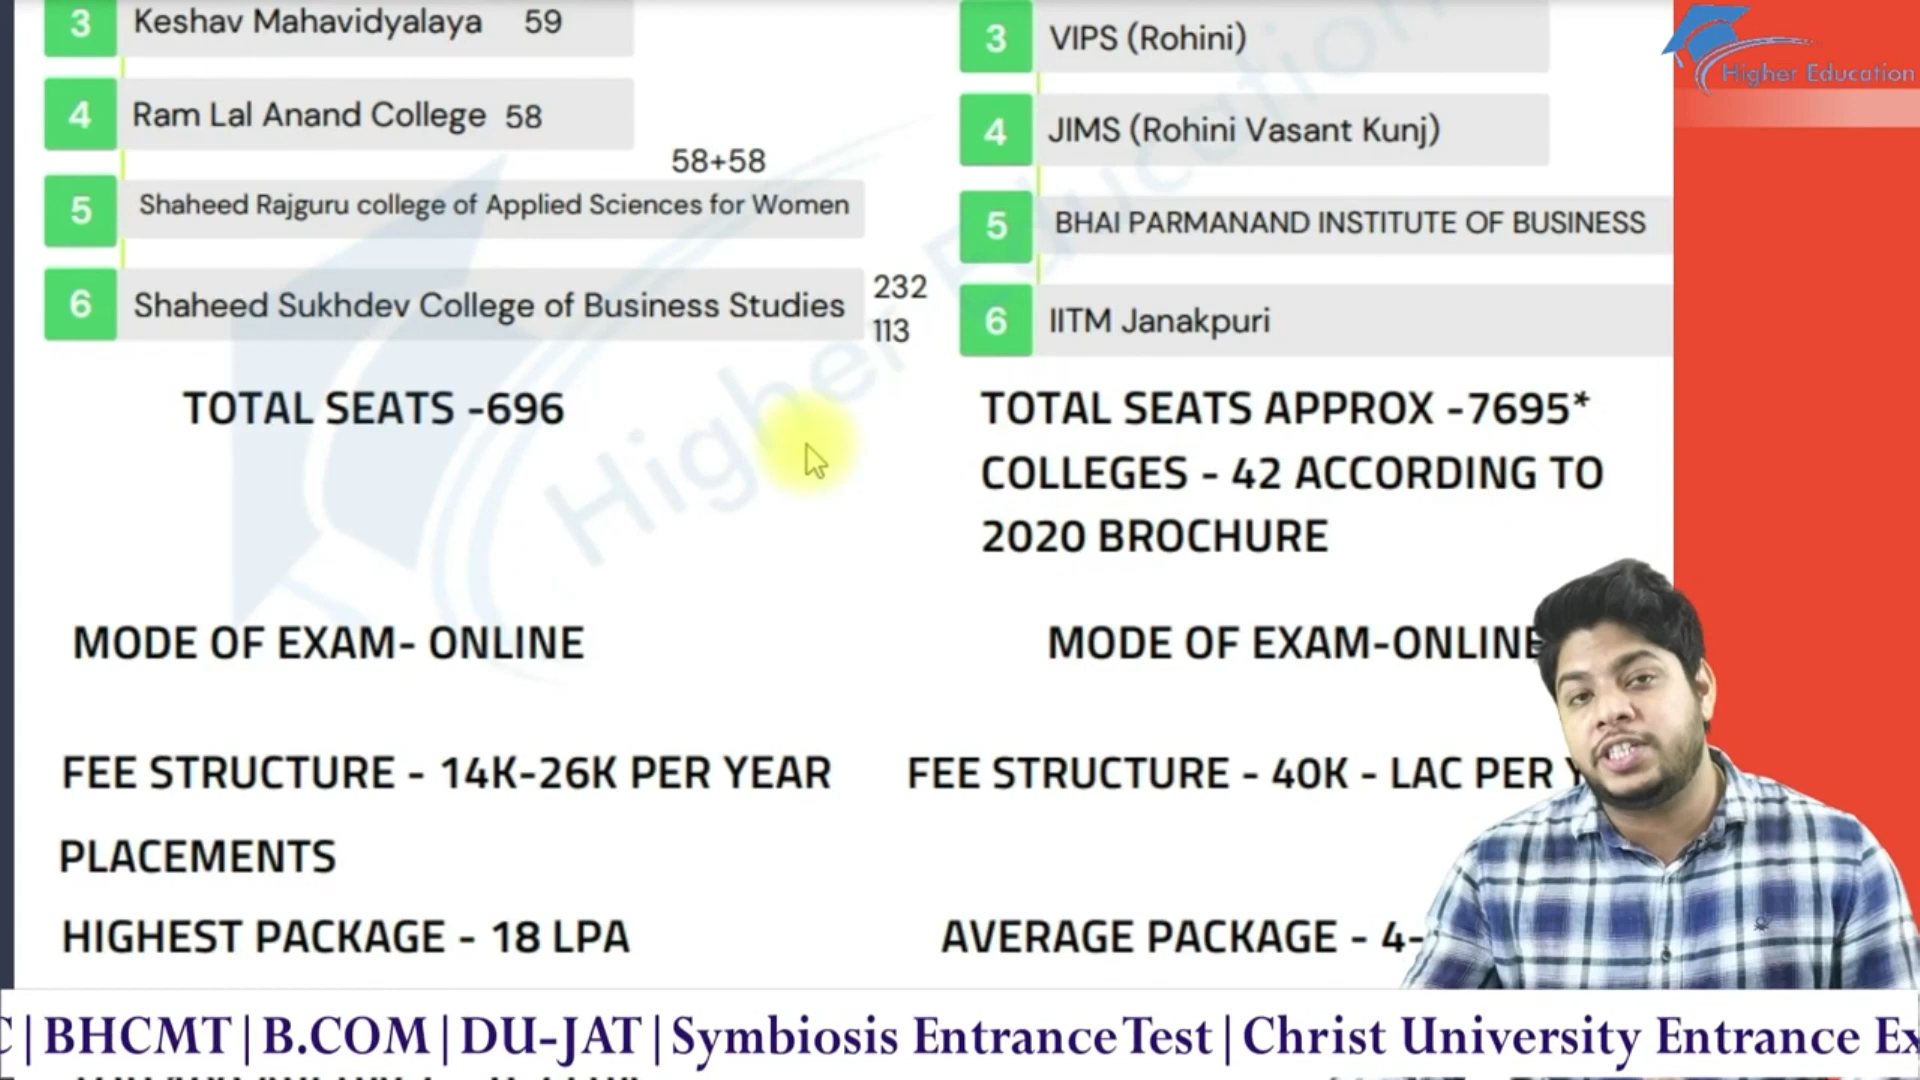 3 Keshav Mahavidyalaya 59
4 Ram Lal Anand College 58
58+58
5 Shaheed Rajguru college of Applied Sciences for Women
6 Shaheed Sukhdev College of Business Studies
232
113
TOTAL SEATS -696
MODE OF EXAM- ONLINE
FEE STRUCTURE - 14K-26K PER YEAR
PLACEMENTS
HIGHEST PACKAGE - 18 LPA
3 VIPS (Rohini)
4 JIMS (Rohini Vasant Kunj)
5 BHAI PARMANAND INSTITUTE OF BUSINESS
6 IITM Janakpuri
TOTAL SEATS APPROX -7695*
COLLEGES - 42 ACCORDING TO
2020 BROCHURE
MODE OF EXAM-ONLINE
FEE STRUCTURE - 40K - LAC PER
AVERAGE PACKAGE - 4-
Higher Education
Higher Education
|BHCMT|B.COM|DU-JAT|Symbiosis Entrance Test|Christ University Entrance Ex